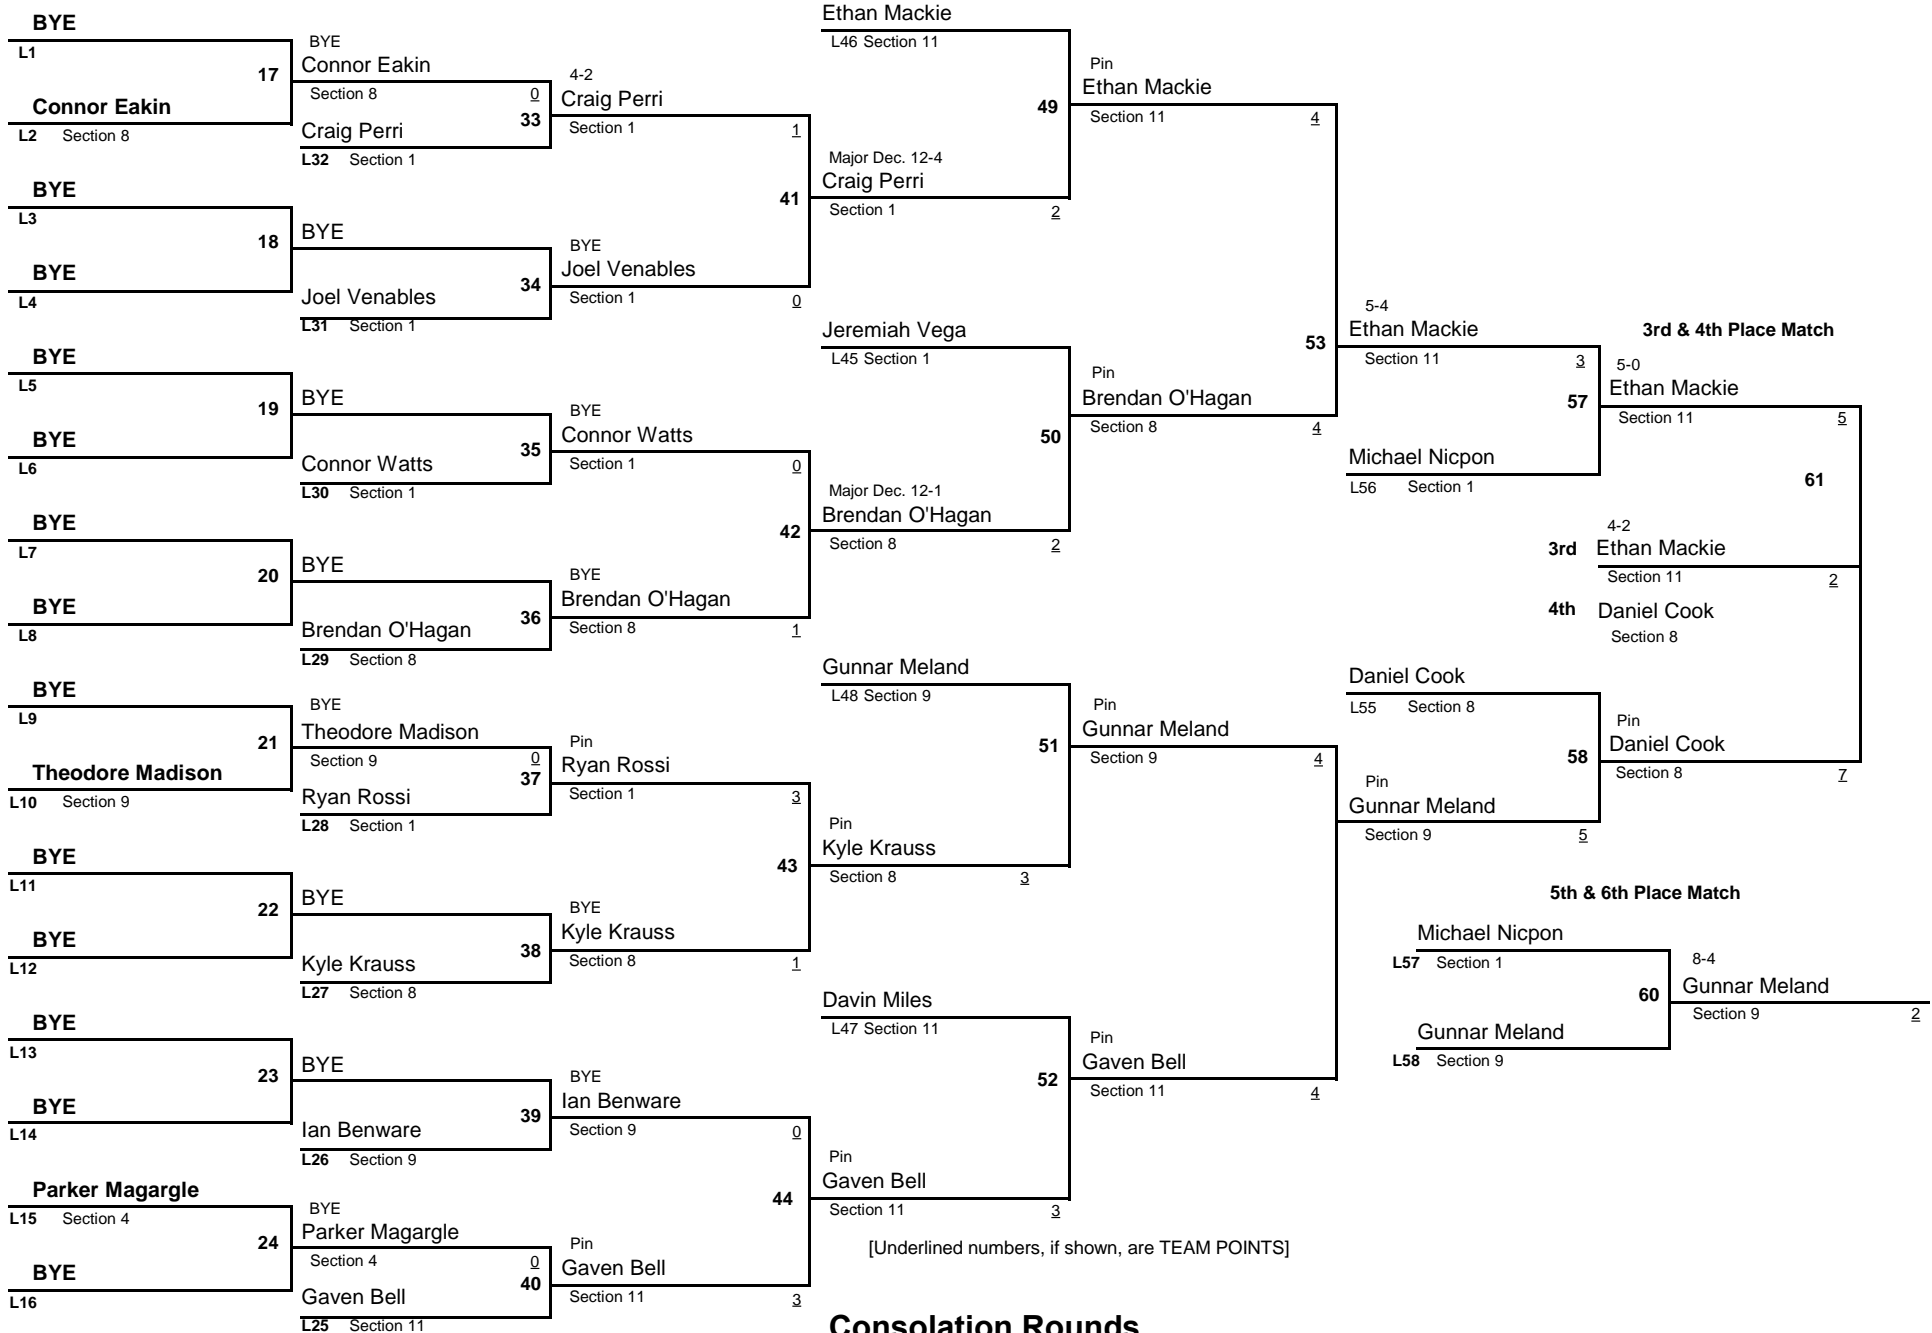 BYE
L1
17
Connor Eakin
L2 Section 8
BYE
L3
18
BYE
L4
BYE
L5
19
BYE
L6
BYE
L7
20
BYE
L8
BYE
L9
21
Theodore Madison
L10 Section 9
BYE
L11
22
BYE
L12
BYE
L13
23
BYE
L14
Parker Magargle
L15 Section 4
24
BYE
L16
BYE
Connor Eakin
Section 8 0
33
Craig Perri
L32 Section 1
BYE
34
Joel Venables
L31 Section 1
BYE
35
Connor Watts
L30 Section 1
BYE
36
Brendan O'Hagan
L29 Section 8
BYE
Theodore Madison
Section 9 0
37
Ryan Rossi
L28 Section 1
BYE
38
Kyle Krauss
L27 Section 8
BYE
39
Ian Benware
L26 Section 9
BYE
Parker Magargle
Section 4 0
40
Gaven Bell
L25 Section 11
4-2
Craig Perri
Section 1 1
41
BYE
Joel Venables
Section 1 0
BYE
Connor Watts
Section 1 0
42
BYE
Brendan O'Hagan
Section 8 1
Pin
Ryan Rossi
Section 1 3
43
BYE
Kyle Krauss
Section 8 1
BYE
Ian Benware
Section 9 0
44
Pin
Gaven Bell
Section 11 3
Ethan Mackie
L46 Section 11
49
Major Dec. 12-4
Craig Perri
Section 1 2
Jeremiah Vega
L45 Section 1
50
Major Dec. 12-1
Brendan O'Hagan
Section 8 2
Gunnar Meland
L48 Section 9
51
Pin
Kyle Krauss
Section 8 3
Davin Miles
L47 Section 11
52
Pin
Gaven Bell
Section 11 3
Pin
Ethan Mackie
Section 11 4
53
Pin
Brendan O'Hagan
Section 8 4
Pin
Gunnar Meland
Section 9 4
Pin
Gaven Bell
Section 11 4
5-4
Ethan Mackie
Section 11 3
57
Michael Nicpon
L56 Section 1
Daniel Cook
L55 Section 8
58
Pin
Gunnar Meland
Section 9 5
3rd & 4th Place Match
5-0
Ethan Mackie
Section 11 5
61
4-2
3rd Ethan Mackie
Section 11 2
4th Daniel Cook
Section 8
Pin
Daniel Cook
Section 8 7
5th & 6th Place Match
Michael Nicpon
L57 Section 1
60
Gunnar Meland
L58 Section 9
8-4
Gunnar Meland
Section 9 2
[Underlined numbers, if shown, are TEAM POINTS]
Consolation Rounds